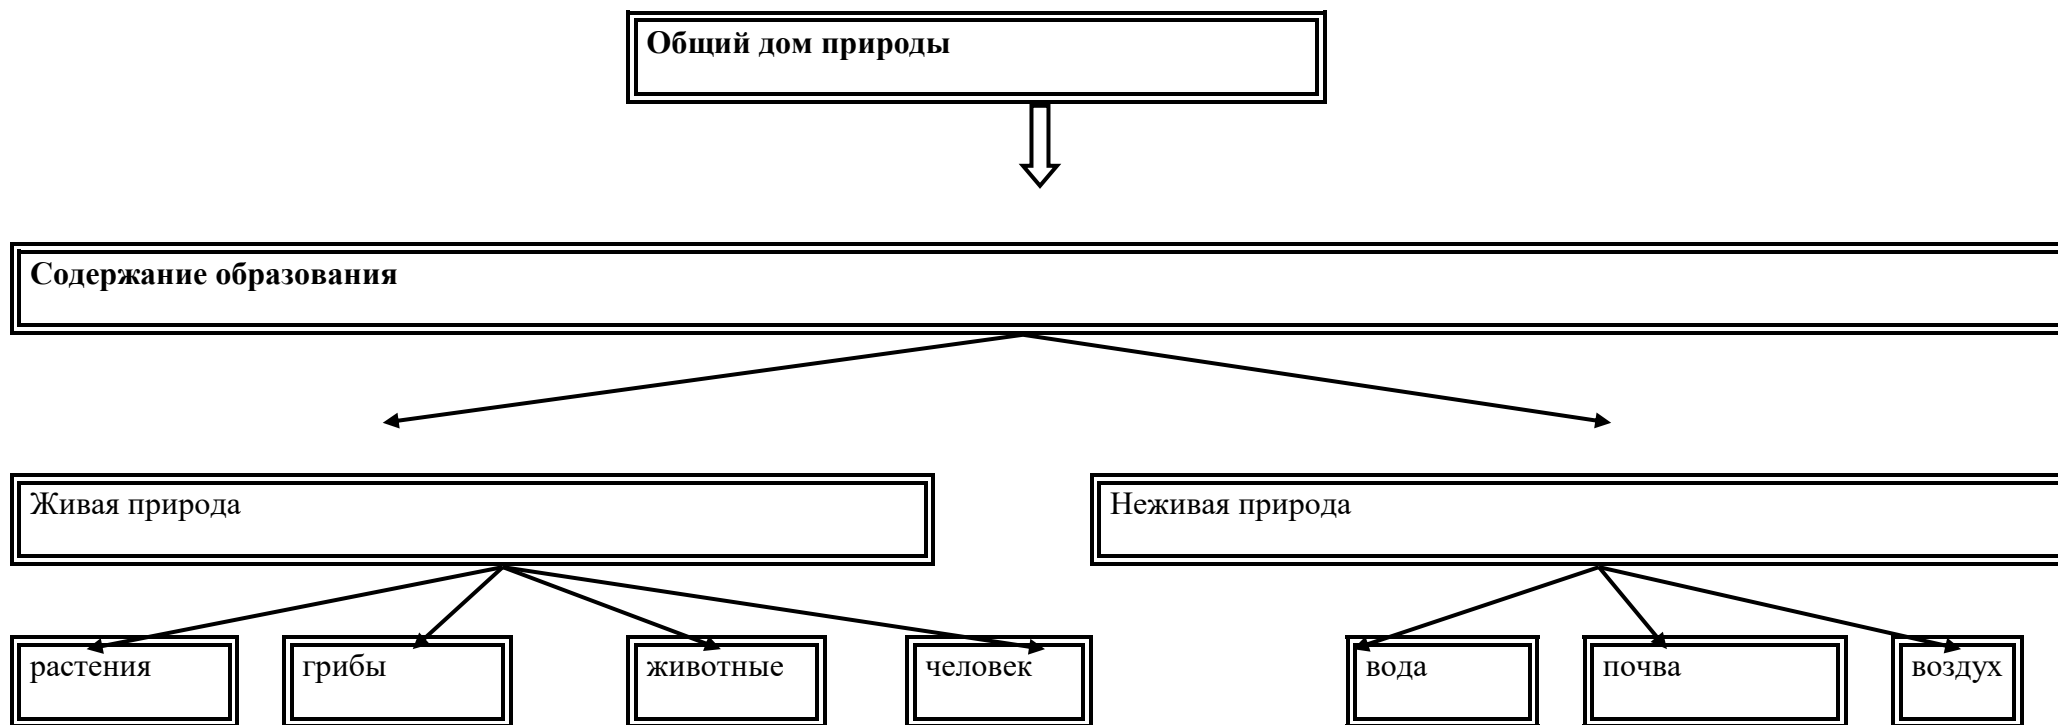 Общий дом природы
Содержание образования
Живая природа
Неживая природа
растения
грибы
животные
человек
вода
почва
воздух